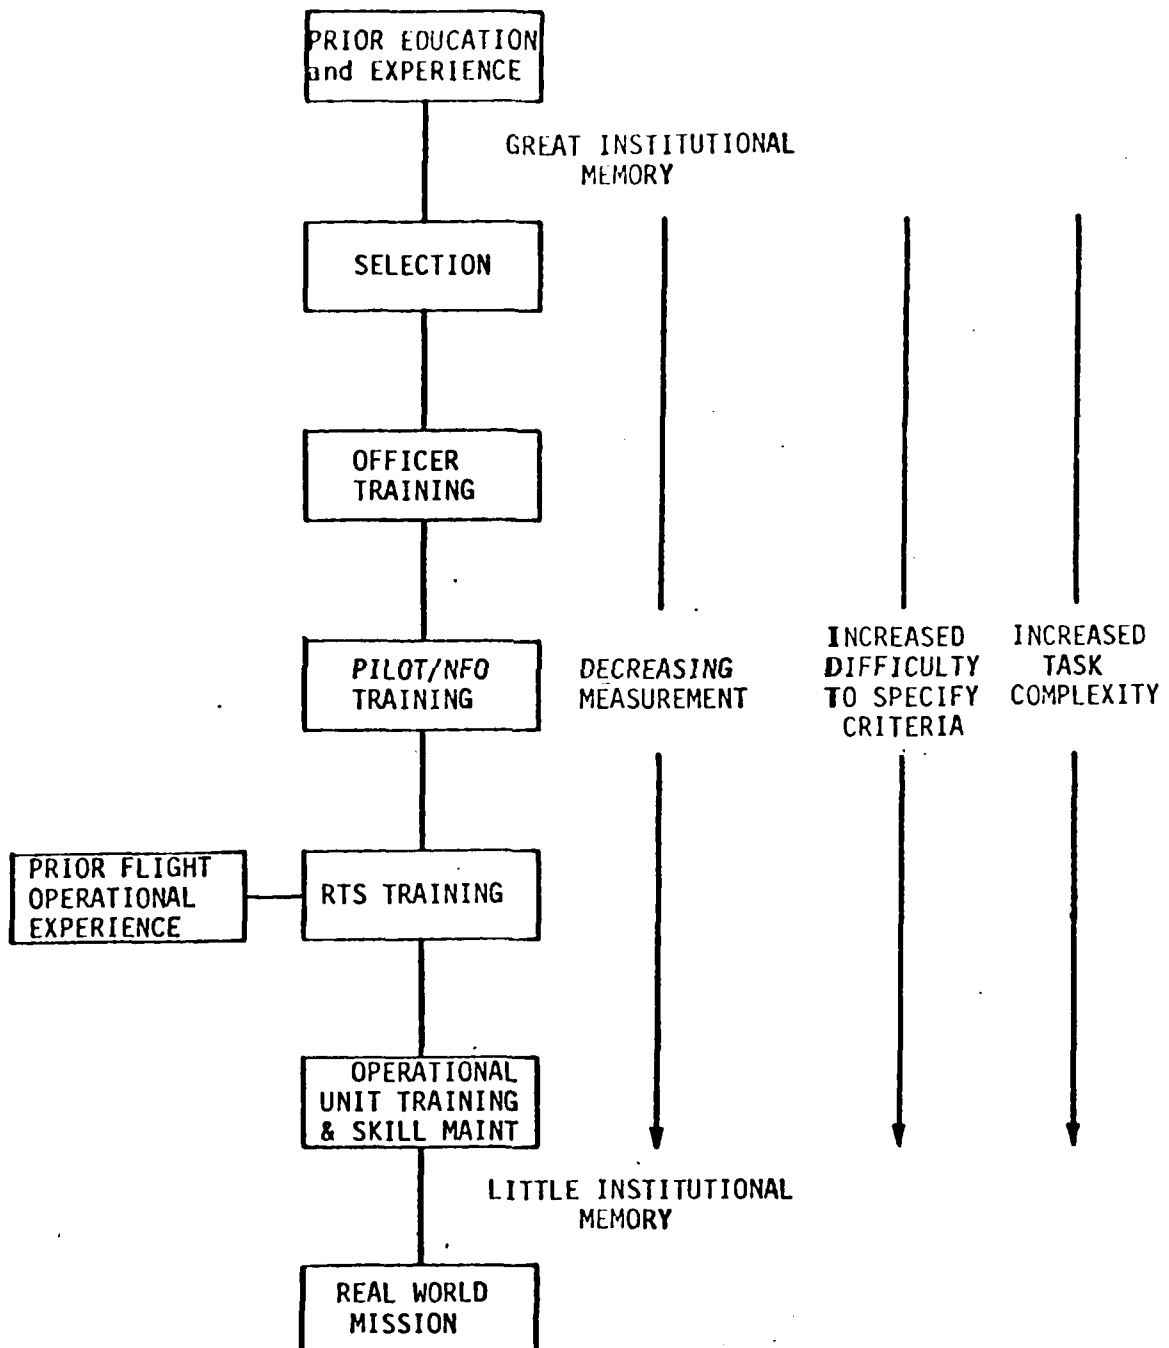 PRIOR EDUCATION
and EXPERIENCE
GREAT INSTITUTIONAL
MEMORY
SELECTION
OFFICER
TRAINING
PILOT/NFO
TRAINING
DECREASING
MEASUREMENT
INCREASED
DIFFICULTY
TO SPECIFY
CRITERIA
INCREASED
TASK
COMPLEXITY
PRIOR FLIGHT
OPERATIONAL
EXPERIENCE
RTS TRAINING
OPERATIONAL
UNIT TRAINING
& SKILL MAINT
LITTLE INSTITUTIONAL
MEMORY
REAL WORLD
MISSION